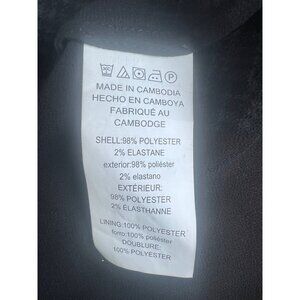 MADE IN CAMBODIA
HECHO EN CAMBOYA
FABRIQUÉ AU
CAMBODGE
SHELL:98% POLYESTER
2% ELASTANE
exterior:98% poliéster
2% elastano
EXTÉRIEUR:
98% POLYESTER
2% ÉLASTHANNE
LINING:100% POLYESTER
forro:100% poliéster
DOUBLURE:
100% POLYESTER